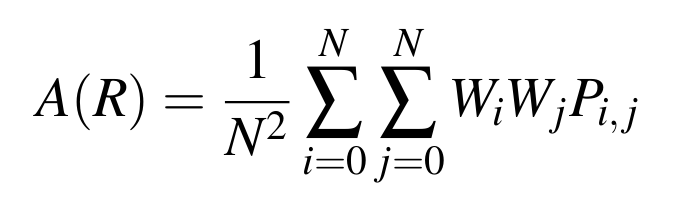 A(R) = \frac{1}{N^2} \sum_{i=0}^{N} \sum_{j=0}^{N} W_i W_j P_{i,j}